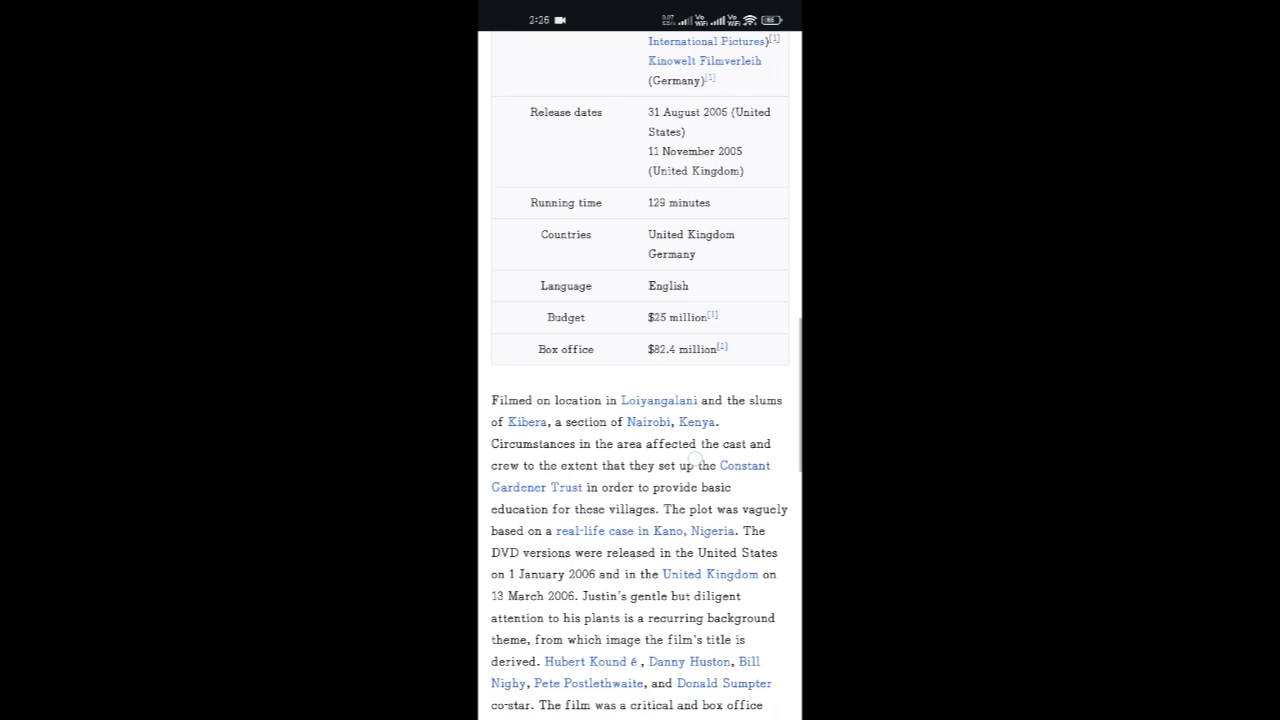 2:26
0.07 KB/s Vo WiFi Vo WiFi 65
International Pictures)[1]
Kinowelt Filmverleih
(Germany)[1]
Release dates 31 August 2005 (United
States)
11 November 2005
(United Kingdom)
Running time 129 minutes
Countries United Kingdom
Germany
Language English
Budget $25 million[1]
Box office $82.4 million[1]
Filmed on location in Loiyangalani and the slums
of Kibera, a section of Nairobi, Kenya.
Circumstances in the area affected the cast and
crew to the extent that they set up the Constant
Gardener Trust in order to provide basic
education for these villages. The plot was vaguely
based on a real-life case in Kano, Nigeria. The
DVD versions were released in the United States
on 1 January 2006 and in the United Kingdom on
13 March 2006. Justin's gentle but diligent
attention to his plants is a recurring background
theme, from which image the film's title is
derived. Hubert Koundé, Danny Huston, Bill
Nighy, Pete Postlethwaite, and Donald Sumpter
co-star. The film was a critical and box office